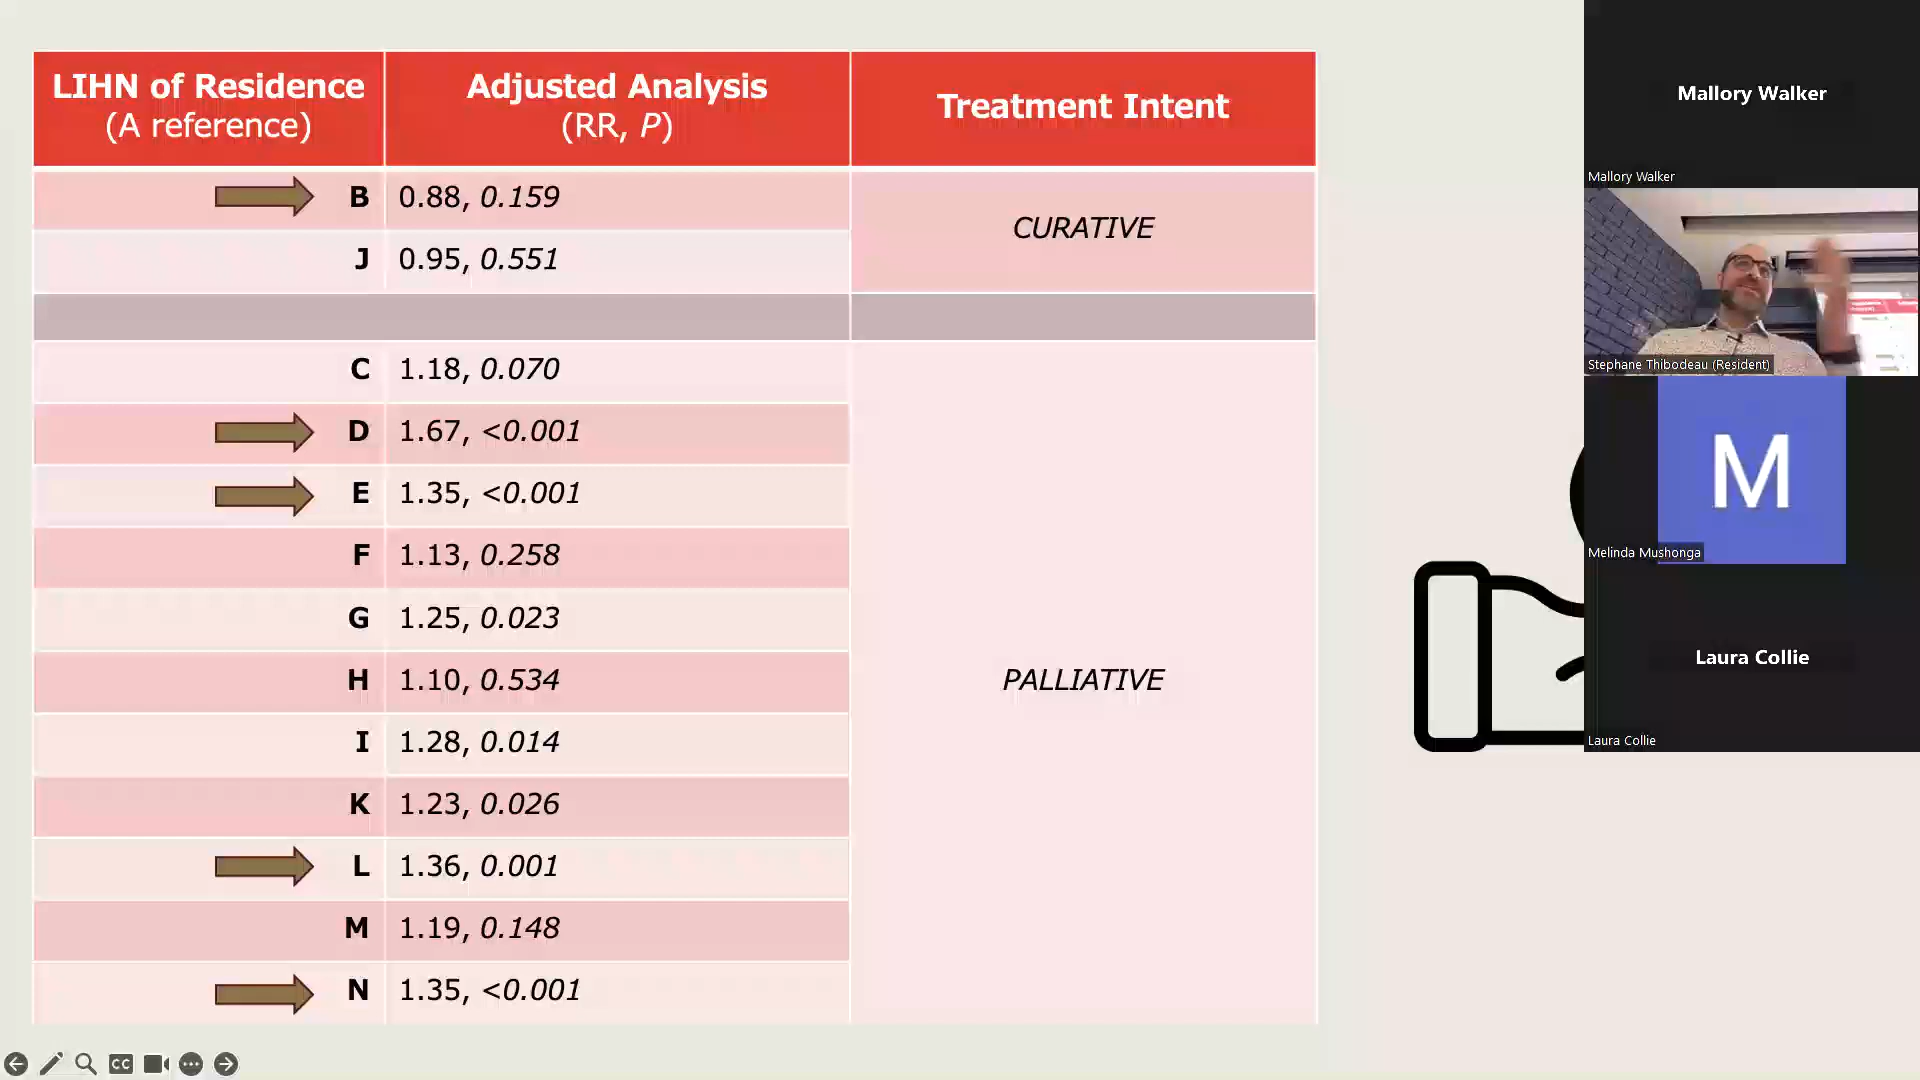 LIHN of Residence
(A reference)
Adjusted Analysis
(RR, P)
Treatment Intent
B 0.88, 0.159
CURATIVE
J 0.95, 0.551
C 1.18, 0.070
D 1.67, <0.001
E 1.35, <0.001
F 1.13, 0.258
G 1.25, 0.023
H 1.10, 0.534
PALLIATIVE
I 1.28, 0.014
K 1.23, 0.026
L 1.36, 0.001
M 1.19, 0.148
N 1.35, <0.001
CC
Mallory Walker
Mallory Walker
Stephane Thibodeau (Resident)
M
Melinda Mushonga
Laura Collie
Laura Collie